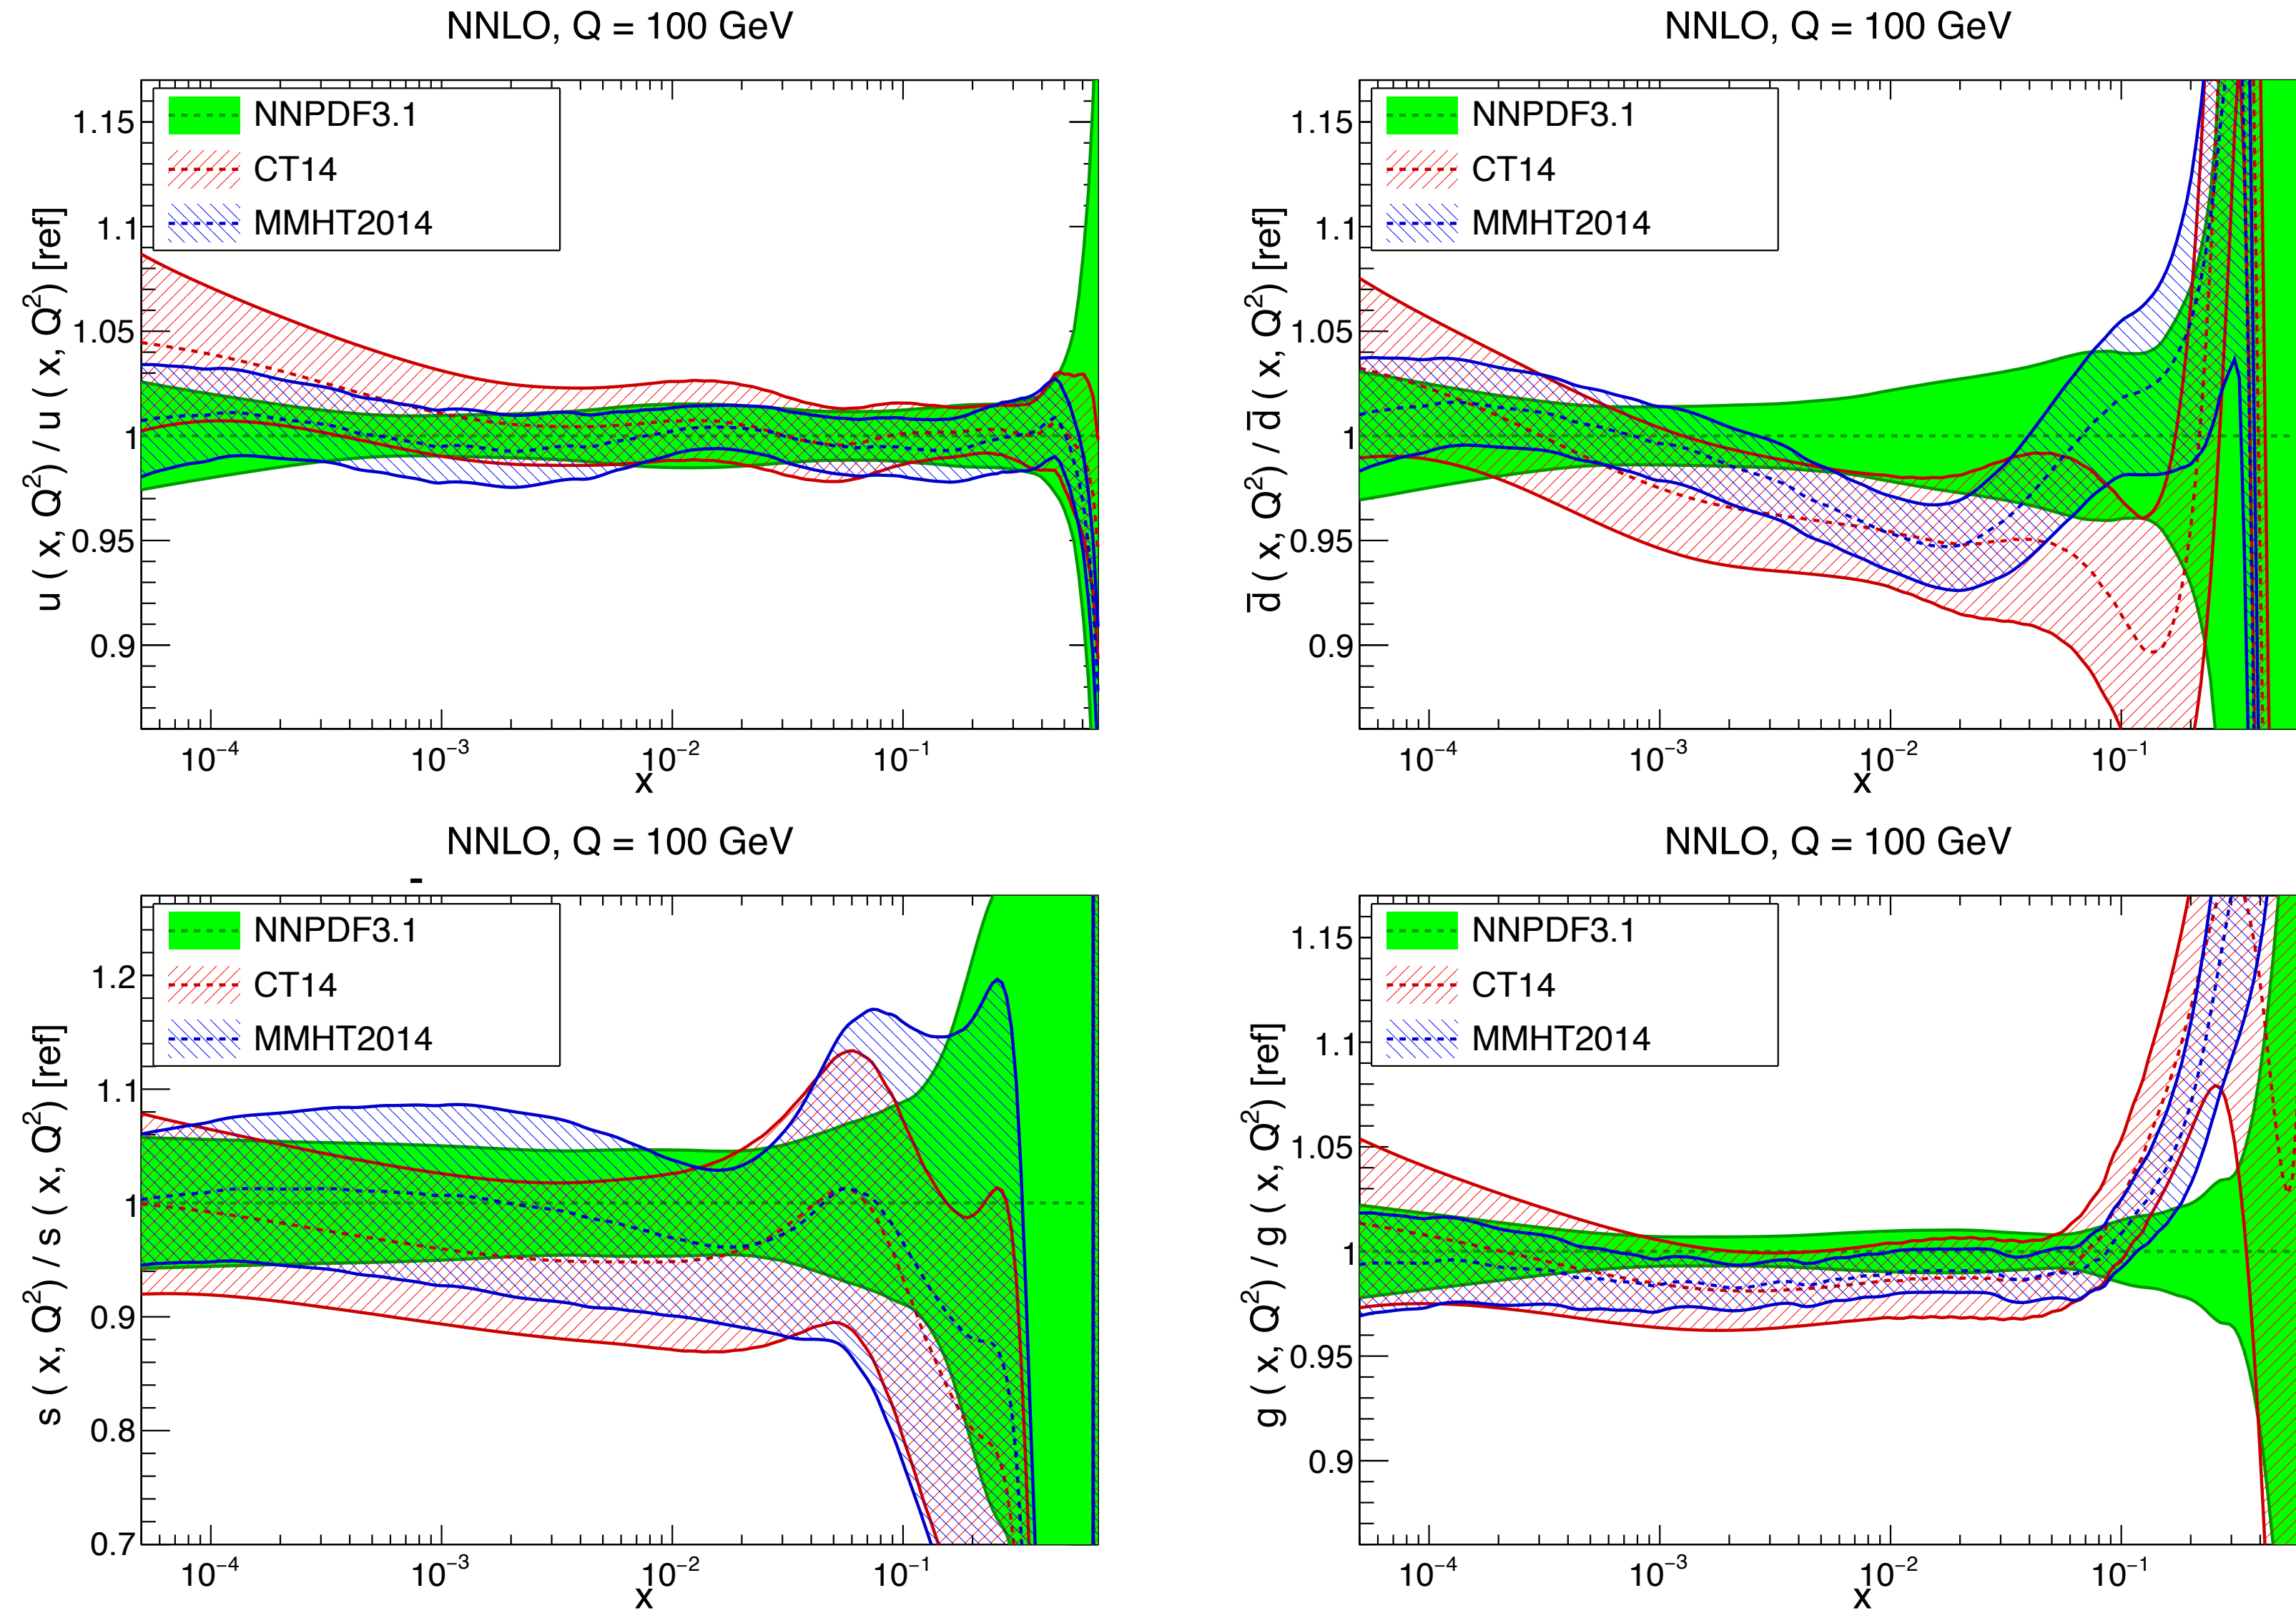 NNLO, Q = 100 GeV
NNPDF3.1
CT14
MMHT2014
u ( x, Q²) / u ( x, Q²) [ref]
1.15
1.1
1.05
1
0.95
0.9
10⁻⁴ 10⁻³ 10⁻² 10⁻¹
x
NNLO, Q = 100 GeV
NNPDF3.1
CT14
MMHT2014
d̅ ( x, Q²) / d̅ ( x, Q²) [ref]
1.15
1.1
1.05
1
0.95
0.9
10⁻⁴ 10⁻³ 10⁻² 10⁻¹
x
NNLO, Q = 100 GeV
-
NNPDF3.1
CT14
MMHT2014
s ( x, Q²) / s ( x, Q²) [ref]
1.2
1.1
1
0.9
0.8
0.7
10⁻⁴ 10⁻³ 10⁻² 10⁻¹
x
NNLO, Q = 100 GeV
NNPDF3.1
CT14
MMHT2014
g ( x, Q²) / g ( x, Q²) [ref]
1.15
1.1
1.05
1
0.95
0.9
10⁻⁴ 10⁻³ 10⁻² 10⁻¹
x